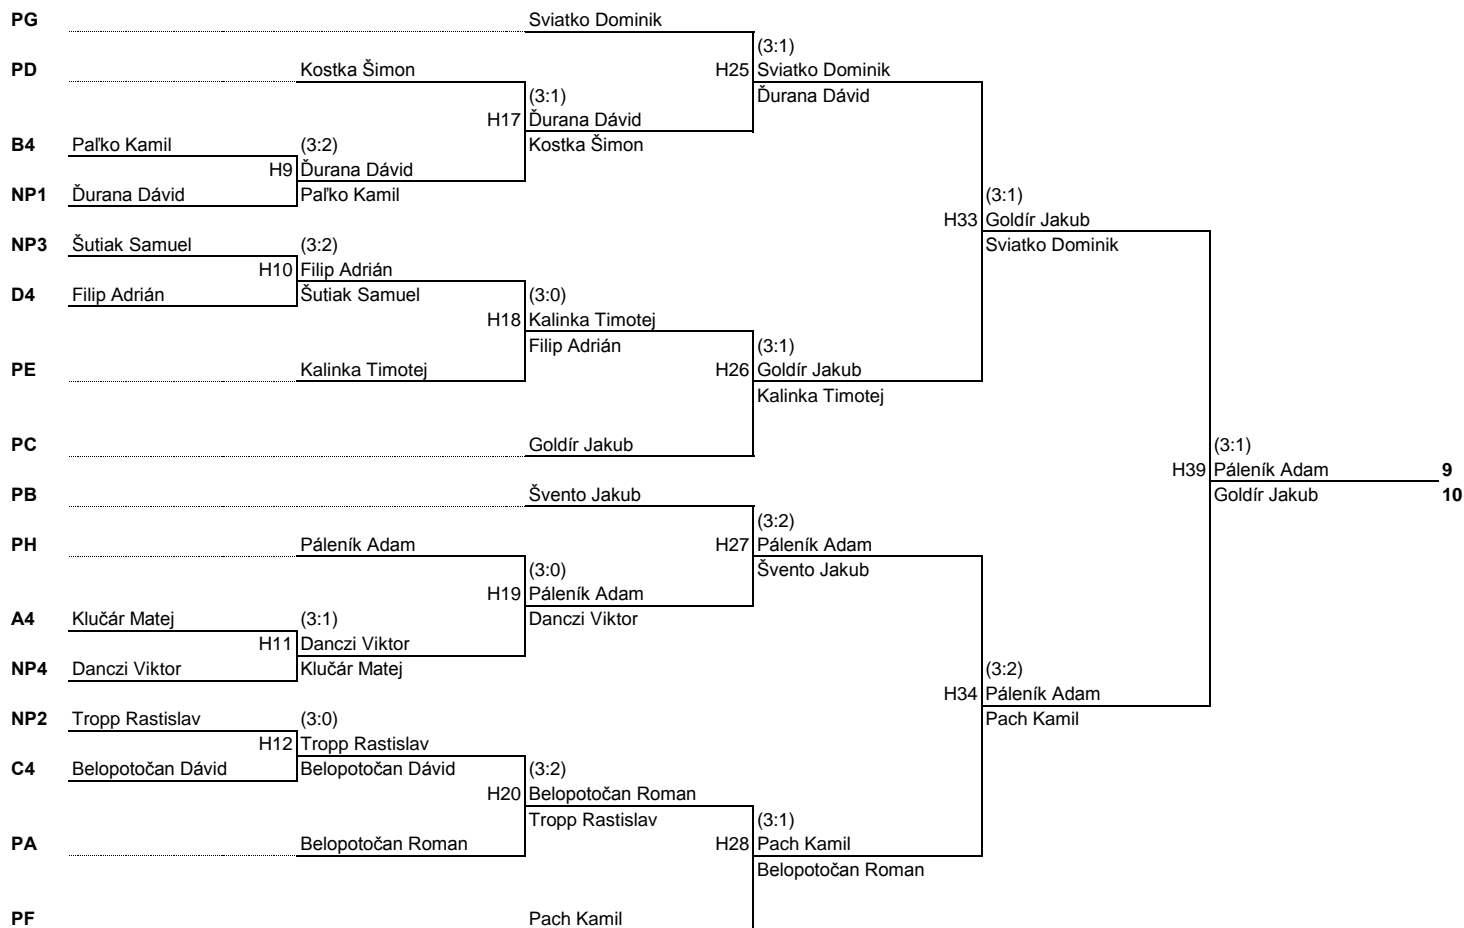 PG Sviatko Dominik
(3:1)
PD Kostka Šimon H25 Sviatko Dominik
(3:1) Ďurana Dávid
H17 Ďurana Dávid
B4 Paľko Kamil (3:2) Kostka Šimon
H9 Ďurana Dávid
NP1 Ďurana Dávid Paľko Kamil (3:1)
H33 Goldír Jakub
NP3 Šutiak Samuel (3:2) Sviatko Dominik
H10 Filip Adrián
D4 Filip Adrián Šutiak Samuel (3:0)
H18 Kalinka Timotej
Filip Adrián (3:1)
PE Kalinka Timotej H26 Goldír Jakub
Kalinka Timotej
PC Goldír Jakub (3:1)
H39 Páleník Adam 9
PB Švento Jakub Goldír Jakub 10
(3:2)
PH Páleník Adam H27 Páleník Adam
(3:0) Švento Jakub
H19 Páleník Adam
A4 Klučár Matej (3:1) Danczi Viktor
H11 Danczi Viktor
NP4 Danczi Viktor Klučár Matej (3:2)
H34 Páleník Adam
NP2 Tropp Rastislav (3:0) Pach Kamil
H12 Tropp Rastislav
C4 Belopotočan Dávid Belopotočan Dávid (3:2)
H20 Belopotočan Roman
Tropp Rastislav (3:1)
PA Belopotočan Roman H28 Pach Kamil
Belopotočan Roman
PF Pach Kamil